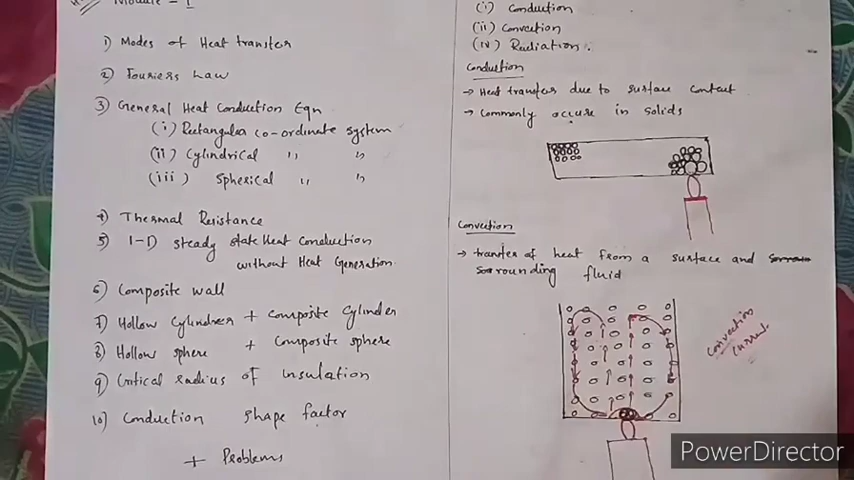 Module - I
1) Modes of Heat transfer
2) Fouriers Law
3) General Heat Conduction Eqn
(i) Rectangular co-ordinate system
(ii) Cylindrical " "
(iii) Spherical " "
4) Thermal Resistance
5) 1-D steady state Heat Conduction
without Heat Generation
6) Composite wall
7) Hollow Cylinder + Composite Cylinder
8) Hollow sphere + Composite sphere
9) Critical radius of insulation
10) Conduction shape factor
+ Problems
(i) Conduction
(ii) Convection
(iv) Radiation.
Conduction
→ Heat transfer due to surface contact
→ Commonly occure in solids
Convection
→ transfer of heat from a surface and
sorrounding fluid
convection
current
PowerDirector